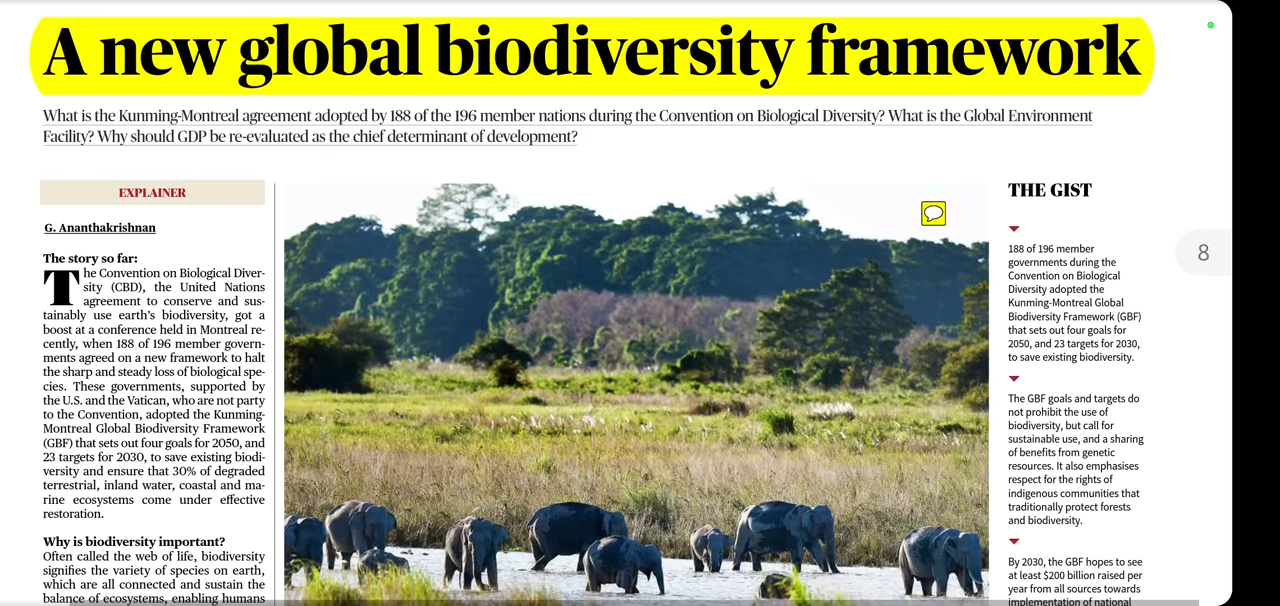 A new global biodiversity framework
What is the Kunming-Montreal agreement adopted by 188 of the 196 member nations during the Convention on Biological Diversity? What is the Global Environment
Facility? Why should GDP be re-evaluated as the chief determinant of development?
EXPLAINER
G. Ananthakrishnan
The story so far:
The Convention on Biological Diver-
sity (CBD), the United Nations
agreement to conserve and sus-
tainably use earth's biodiversity, got a
boost at a conference held in Montreal re-
cently, when 188 of 196 member govern-
ments agreed on a new framework to halt
the sharp and steady loss of biological spe-
cies. These governments, supported by
the U.S. and the Vatican, who are not party
to the Convention, adopted the Kunming-
Montreal Global Biodiversity Framework
(GBF) that sets out four goals for 2050, and
23 targets for 2030, to save existing biodi-
versity and ensure that 30% of degraded
terrestrial, inland water, coastal and ma-
rine ecosystems come under effective
restoration.
Why is biodiversity important?
Often called the web of life, biodiversity
signifies the variety of species on earth,
which are all connected and sustain the
balance of ecosystems, enabling humans
THE GIST
188 of 196 member
governments during the
Convention on Biological
Diversity adopted the
Kunming-Montreal Global
Biodiversity Framework (GBF)
that sets out four goals for
2050, and 23 targets for 2030,
to save existing biodiversity.
The GBF goals and targets do
not prohibit the use of
biodiversity, but call for
sustainable use, and a sharing
of benefits from genetic
resources. It also emphasises
respect for the rights of
indigenous communities that
traditionally protect forests
and biodiversity.
By 2030, the GBF hopes to see
at least $200 billion raised per
year from all sources towards
implementation of national
8